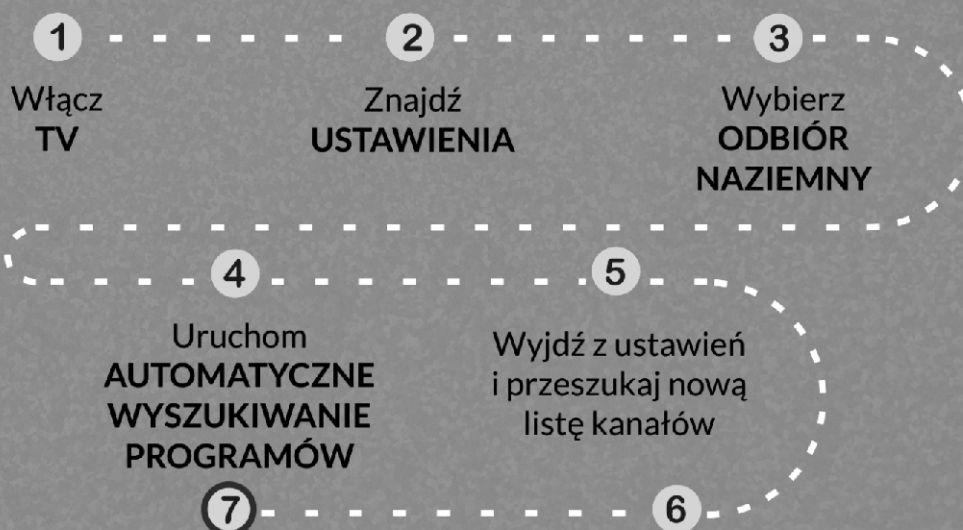 1
Włącz
TV
2
Znajdź
USTAWIENIA
3
Wybierz
ODBIÓR
NAZIEMNY
4
Uruchom
AUTOMATYCZNE
WYSZUKIWANIE
PROGRAMÓW
5
Wyjdź z ustawień
i przeszukaj nową
listę kanałów
6
7